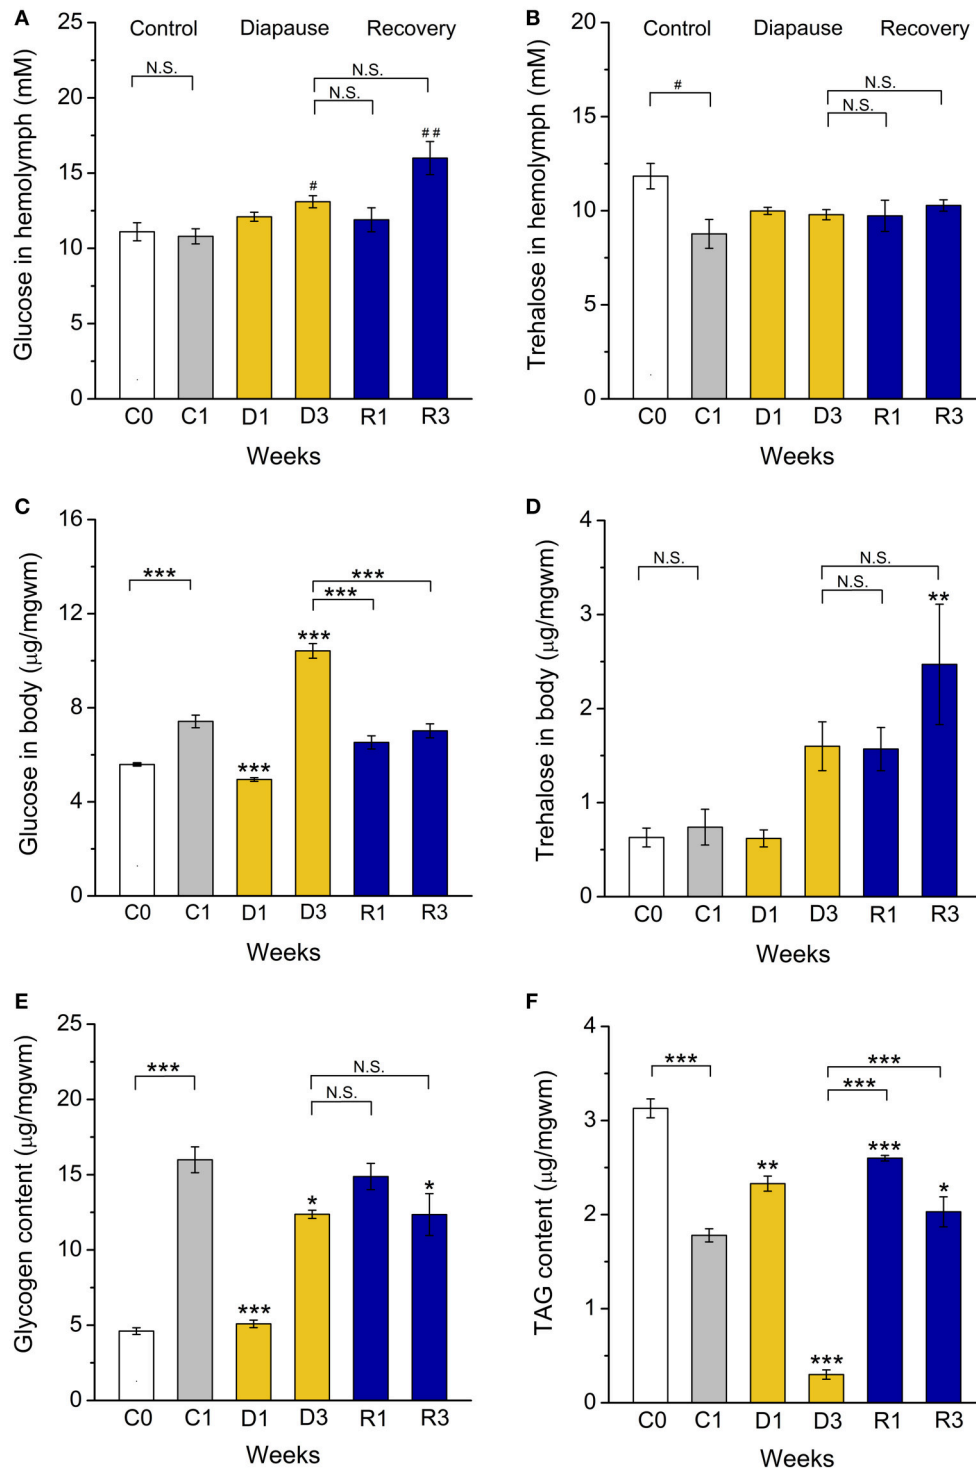 A
Control Diapause Recovery
Glucose in hemolymph (mM)
25
20
15
10
5
0
N.S.
N.S.
N.S.
#
##
C0 C1 D1 D3 R1 R3
Weeks
B
Control Diapause Recovery
Trehalose in hemolymph (mM)
20
15
10
5
0
#
N.S.
N.S.
C0 C1 D1 D3 R1 R3
Weeks
C
Glucose in body (μg/mgwm)
16
12
8
4
0
***
***
***
***
***
C0 C1 D1 D3 R1 R3
Weeks
D
Trehalose in body (μg/mgwm)
4
3
2
1
0
N.S.
N.S.
N.S.
**
C0 C1 D1 D3 R1 R3
Weeks
E
Glycogen content (μg/mgwm)
25
20
15
10
5
0
***
N.S.
N.S.
***
*
*
C0 C1 D1 D3 R1 R3
Weeks
F
TAG content (μg/mgwm)
4
3
2
1
0
***
***
***
**
***
***
*
C0 C1 D1 D3 R1 R3
Weeks